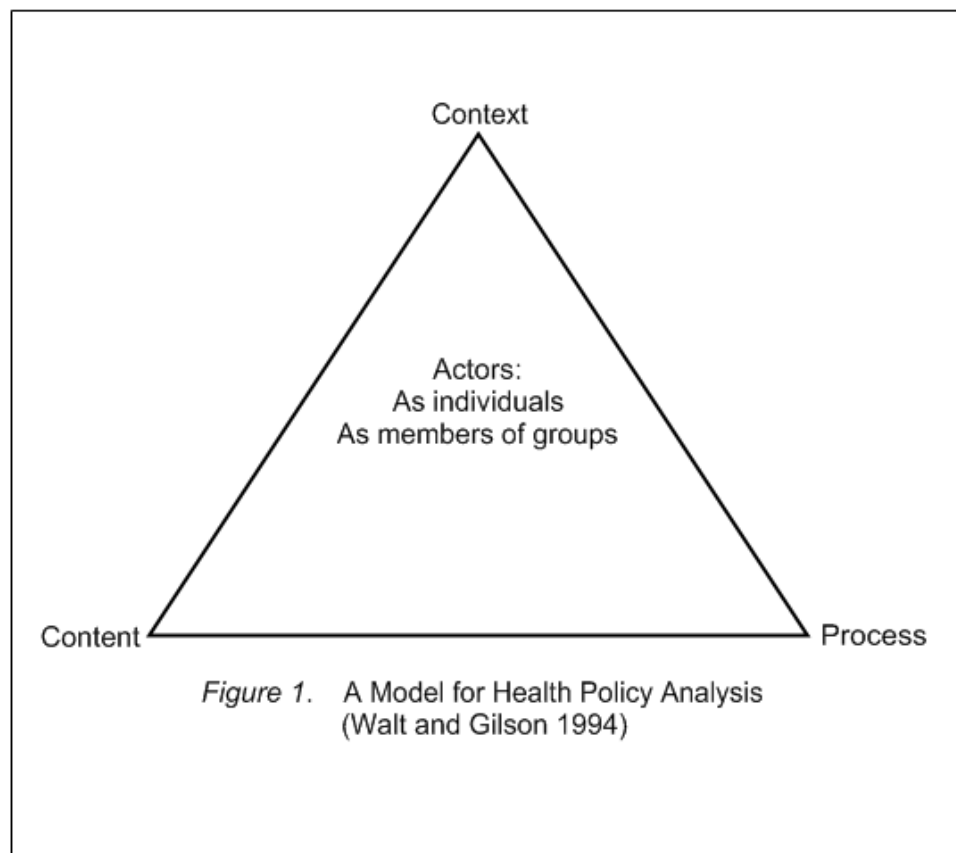 Context
Actors:
As individuals
As members of groups
Content
Process
Figure 1. A Model for Health Policy Analysis
(Walt and Gilson 1994)